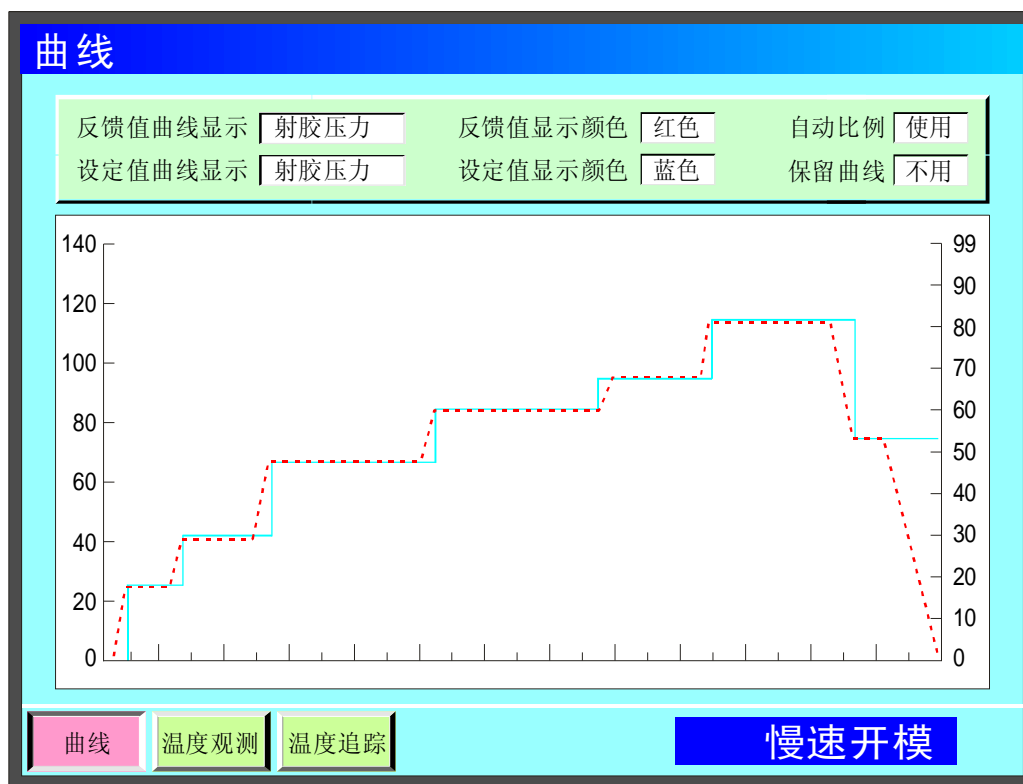 曲线
反馈值曲线显示 射胶压力 反馈值显示颜色 红色 自动比例 使用
设定值曲线显示 射胶压力 设定值显示颜色 蓝色 保留曲线 不用
140 99
120 90
100 80
80 70
60 60
40 50
20 40
0 30
20
10
0
曲线 温度观测 温度追踪 慢速开模